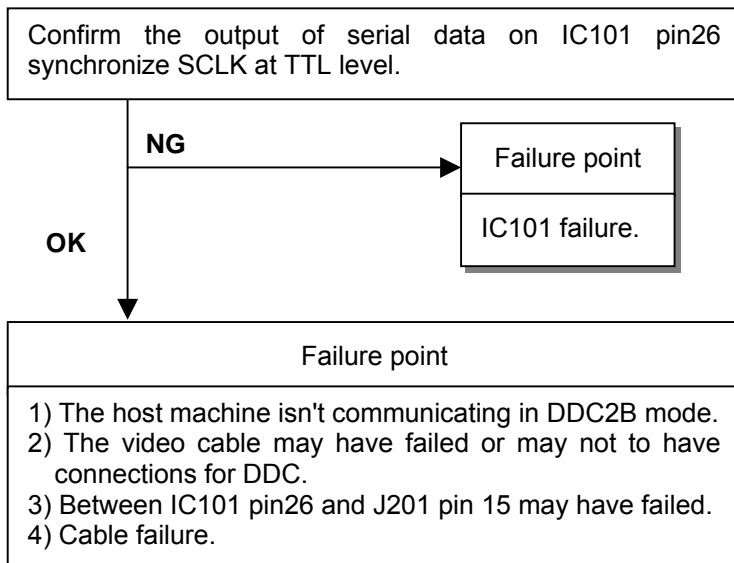 Confirm the output of serial data on IC101 pin26
synchronize SCLK at TTL level.
NG
Failure point
IC101 failure.
OK
Failure point
1) The host machine isn't communicating in DDC2B mode.
2) The video cable may have failed or may not to have
connections for DDC.
3) Between IC101 pin26 and J201 pin 15 may have failed.
4) Cable failure.